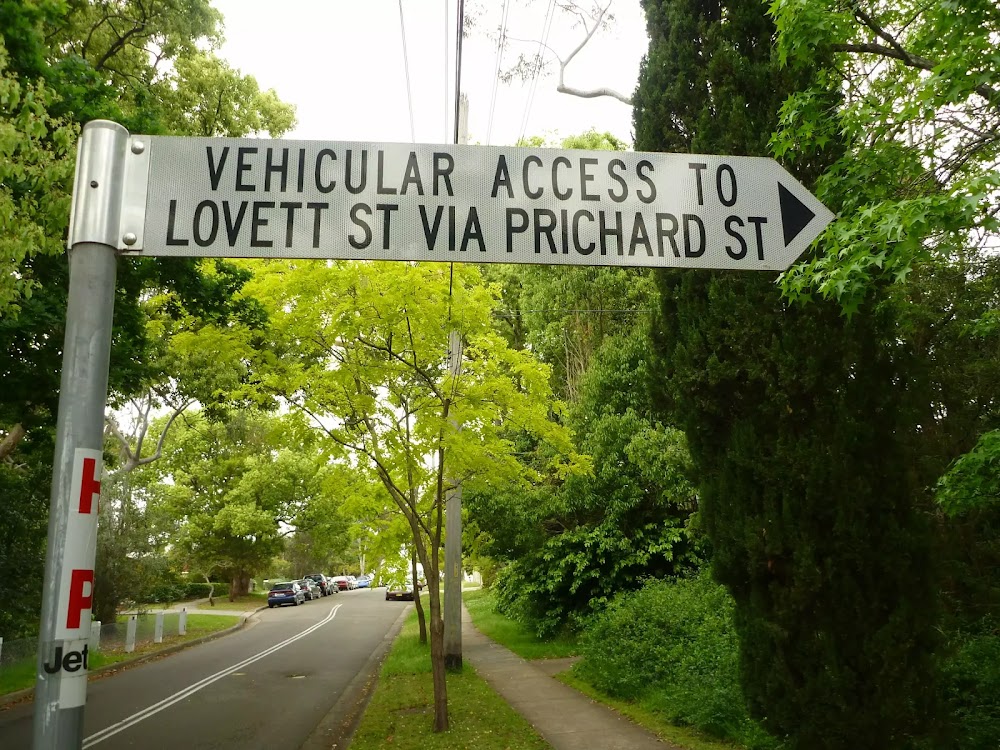 VEHICULAR ACCESS TO
LOVETT ST VIA PRICHARD ST
H
P
Jet